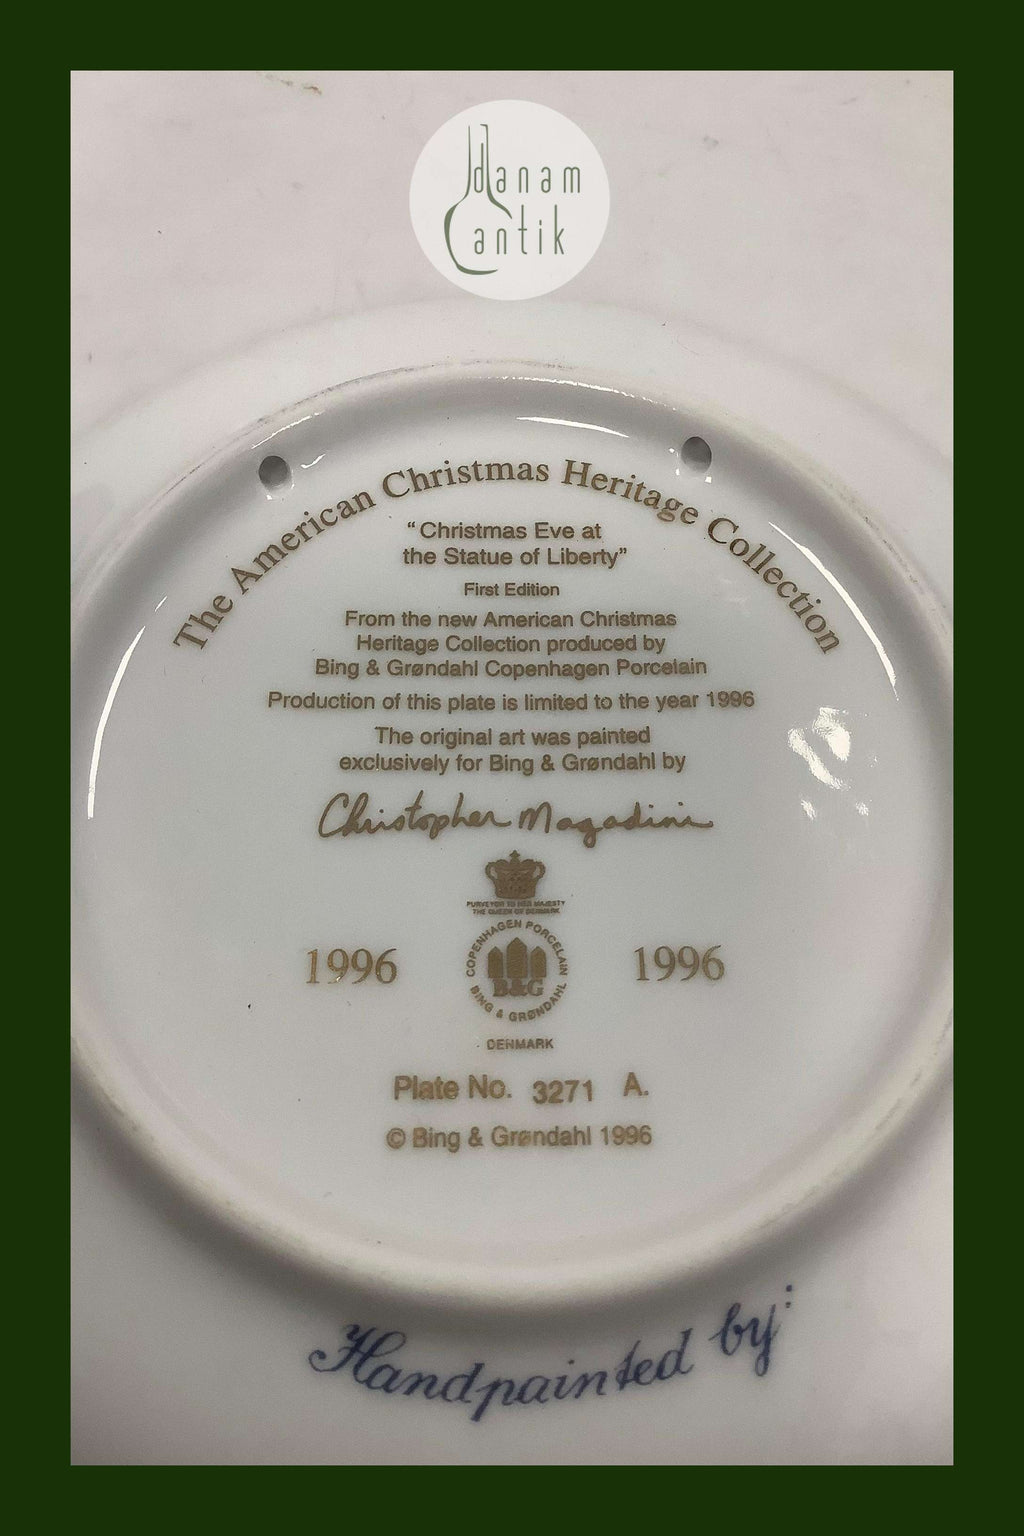 danam
antik
The American Christmas Heritage Collection
“Christmas Eve at
the Statue of Liberty”
First Edition
From the new American Christmas
Heritage Collection produced by
Bing & Grøndahl Copenhagen Porcelain
Production of this plate is limited to the year 1996
The original art was painted
exclusively for Bing & Grøndahl by
Christopher Magadini
PURVEYOR TO HER MAJESTY
THE QUEEN OF DENMARK
COPENHAGEN PORCELAIN
1996 B&G 1996
BING & GRØNDAHL
DENMARK
Plate No. 3271 A.
© Bing & Grøndahl 1996
Handpainted by: